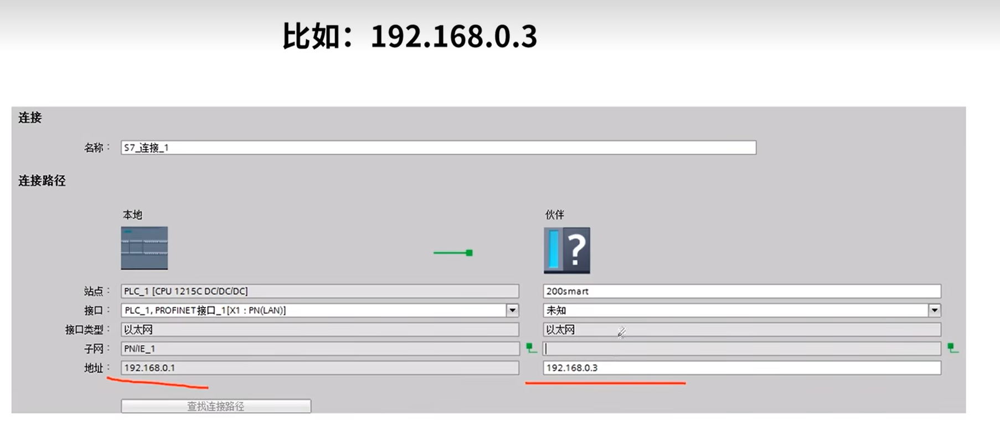 比如：192.168.0.3
连接
名称： S7_连接_1
连接路径
本地 伙伴
?
站点： PLC_1 [CPU 1215C DC/DC/DC] 200smart
接口： PLC_1, PROFINET接口_1[X1 : PN(LAN)] 未知
接口类型： 以太网 以太网
子网： PN/IE_1
地址： 192.168.0.1 192.168.0.3
查找连接路径